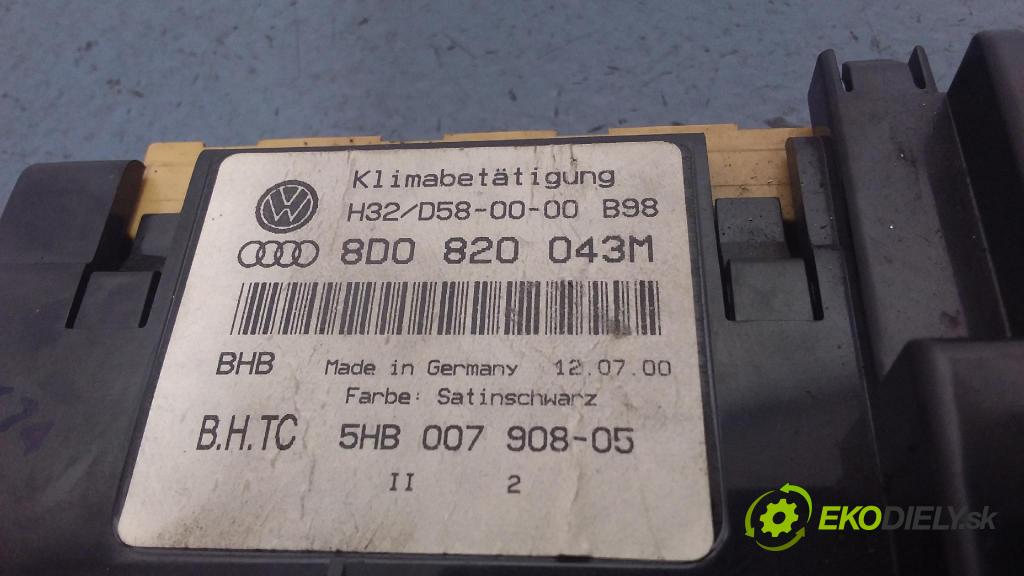 Klimabetätigung
H32/D58-00-00 B98
8D0 820 043M
BHB Made in Germany 12.07.00
Farbe: Satinschwarz
B.H.TC 5HB 007 908-05
II 2
EKODIELY.sk